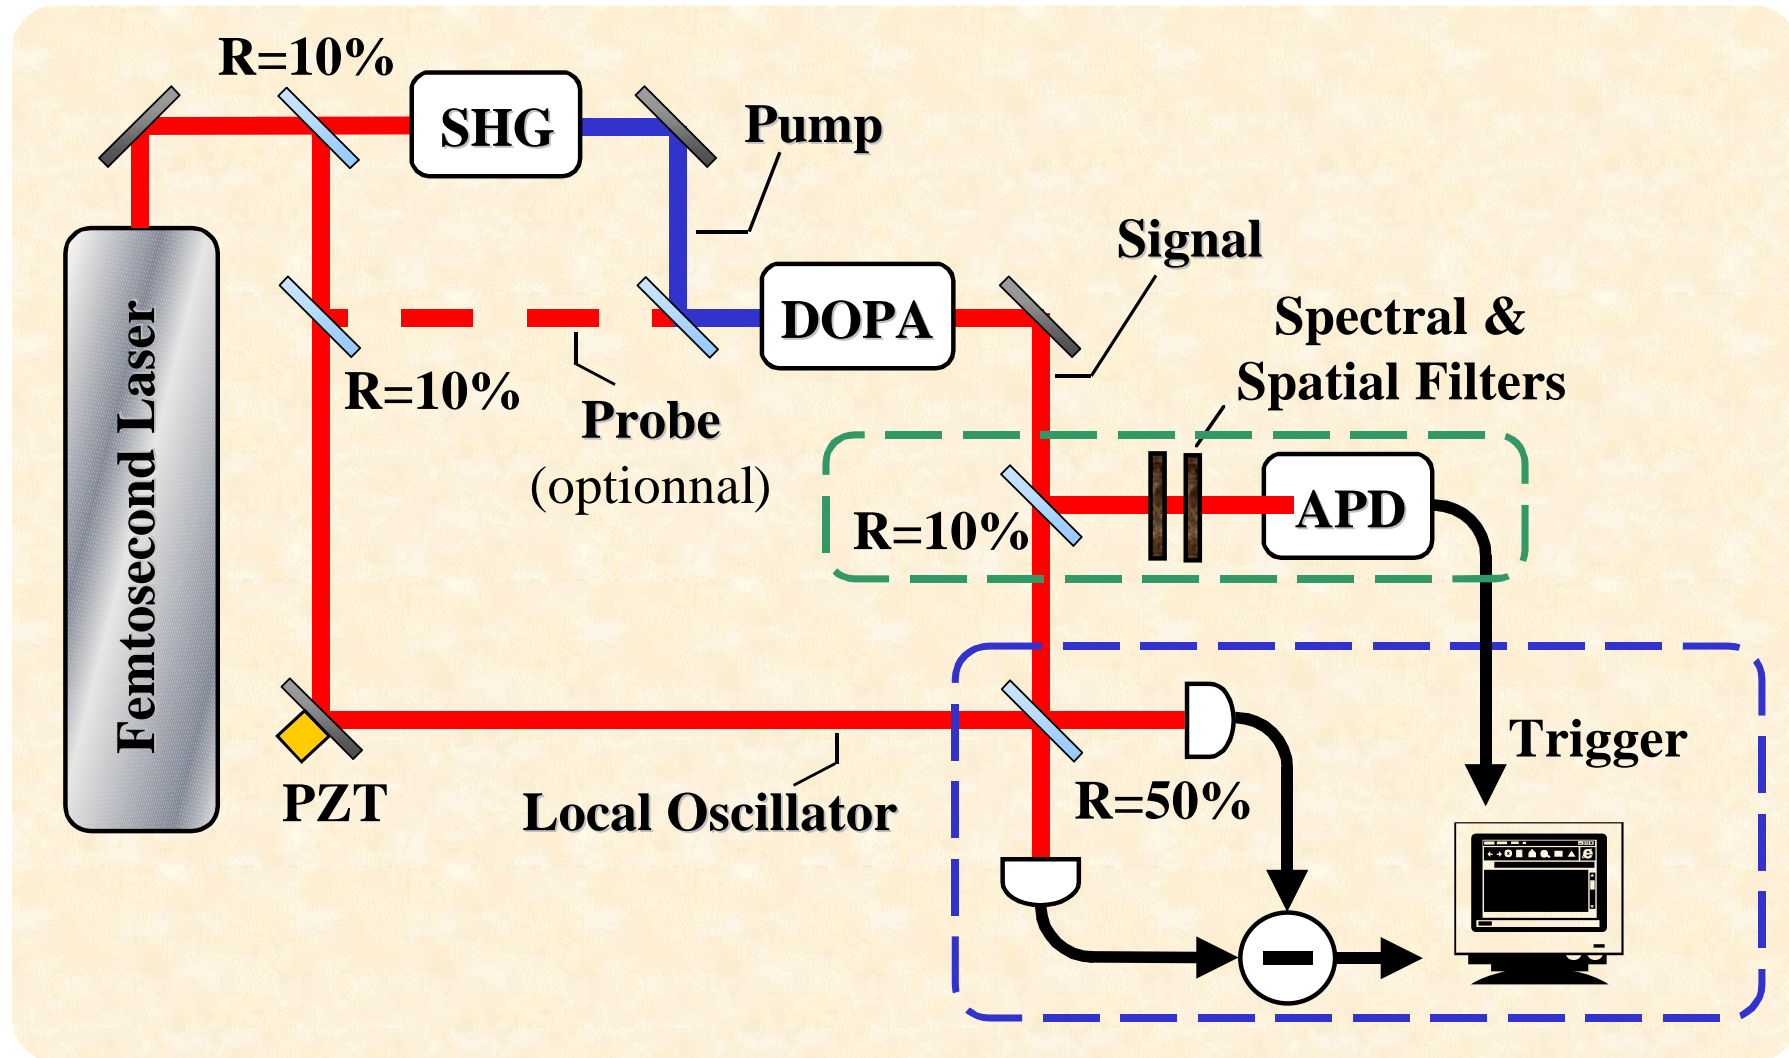 R=10%
SHG
Pump
Signal
DOPA
Spectral &
Spatial Filters
Femtosecond Laser
R=10%
Probe
(optionnal)
R=10%
APD
Trigger
PZT
Local Oscillator
R=50%